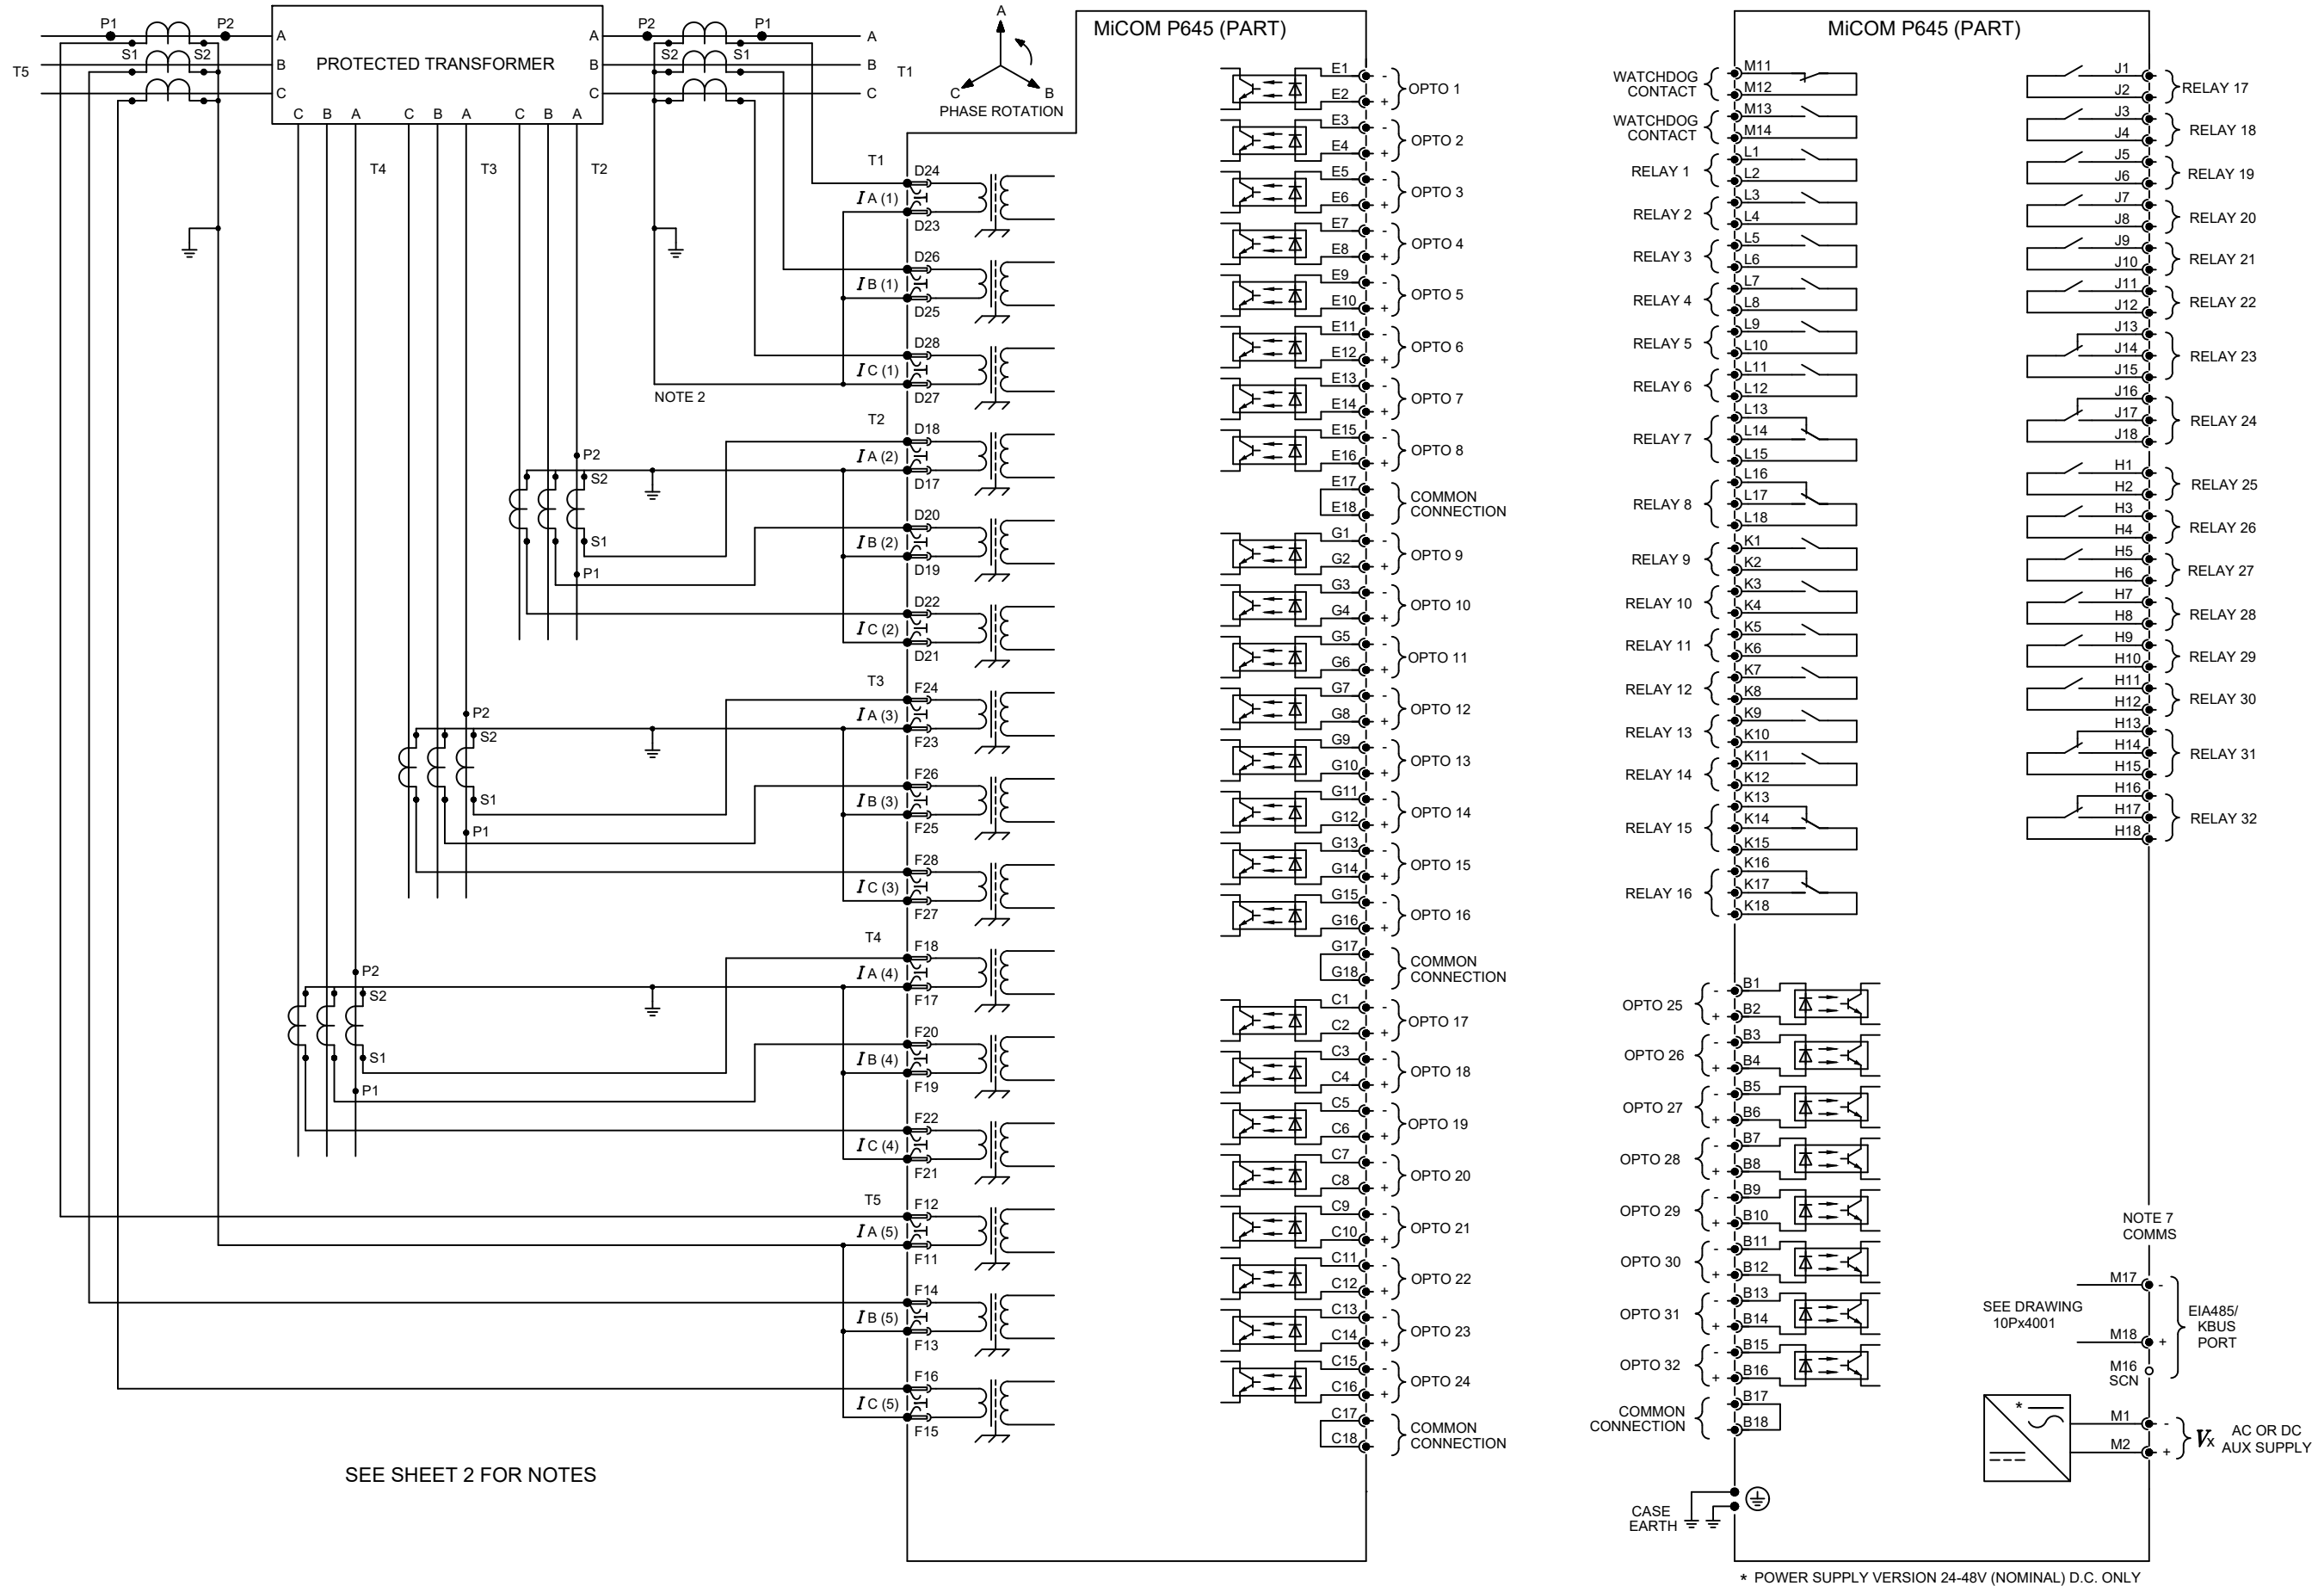 P1 P2
S1 S2
T5
PROTECTED TRANSFORMER
A
B
C
A
B
C
C B A C B A C B A
T4 T3 T2
P2 P1
S2 S1
A
B
C
T1
A
C B
PHASE ROTATION
NOTE 2
MiCOM P645 (PART)
T1
D24
I A (1)
D23
D26
I B (1)
D25
D28
I C (1)
D27
T2
D18
I A (2)
D17
D20
I B (2)
D19
D22
I C (2)
D21
P2
S2
S1
P1
T3
F24
I A (3)
F23
F26
I B (3)
F25
F28
I C (3)
F27
P2
S2
S1
P1
T4
F18
I A (4)
F17
F20
I B (4)
F19
F22
I C (4)
F21
P2
S2
S1
P1
T5
F12
I A (5)
F11
F14
I B (5)
F13
F16
I C (5)
F15
SEE SHEET 2 FOR NOTES
E1 -
OPTO 1
E2 +
E3 -
OPTO 2
E4 +
E5 -
OPTO 3
E6 +
E7 -
OPTO 4
E8 +
E9 -
OPTO 5
E10 +
E11 -
OPTO 6
E12 +
E13 -
OPTO 7
E14 +
E15 -
OPTO 8
E16 +
E17
COMMON
CONNECTION
E18
G1 -
OPTO 9
G2 +
G3 -
OPTO 10
G4 +
G5 -
OPTO 11
G6 +
G7 -
OPTO 12
G8 +
G9 -
OPTO 13
G10 +
G11 -
OPTO 14
G12 +
G13 -
OPTO 15
G14 +
G15 -
OPTO 16
G16 +
G17
COMMON
CONNECTION
G18
C1 -
OPTO 17
C2 +
C3 -
OPTO 18
C4 +
C5 -
OPTO 19
C6 +
C7 -
OPTO 20
C8 +
C9 -
OPTO 21
C10 +
C11 -
OPTO 22
C12 +
C13 -
OPTO 23
C14 +
C15 -
OPTO 24
C16 +
C17
COMMON
CONNECTION
C18
MiCOM P645 (PART)
WATCHDOG
CONTACT
M11
M12
WATCHDOG
CONTACT
M13
M14
RELAY 1
L1
L2
RELAY 2
L3
L4
RELAY 3
L5
L6
RELAY 4
L7
L8
RELAY 5
L9
L10
RELAY 6
L11
L12
RELAY 7
L13
L14
L15
RELAY 8
L16
L17
L18
RELAY 9
K1
K2
RELAY 10
K3
K4
RELAY 11
K5
K6
RELAY 12
K7
K8
RELAY 13
K9
K10
RELAY 14
K11
K12
RELAY 15
K13
K14
K15
RELAY 16
K16
K17
K18
OPTO 25
- B1
+ B2
OPTO 26
- B3
+ B4
OPTO 27
- B5
+ B6
OPTO 28
- B7
+ B8
OPTO 29
- B9
+ B10
OPTO 30
- B11
+ B12
OPTO 31
- B13
+ B14
OPTO 32
- B15
+ B16
COMMON
CONNECTION
B17
B18
CASE
EARTH
J1
J2
RELAY 17
J3
J4
RELAY 18
J5
J6
RELAY 19
J7
J8
RELAY 20
J9
J10
RELAY 21
J11
J12
RELAY 22
J13
J14
J15
RELAY 23
J16
J17
J18
RELAY 24
H1
H2
RELAY 25
H3
H4
RELAY 26
H5
H6
RELAY 27
H7
H8
RELAY 28
H9
H10
RELAY 29
H11
H12
RELAY 30
H13
H14
H15
RELAY 31
H16
H17
H18
RELAY 32
NOTE 7
COMMS
M17 -
SEE DRAWING
10Px4001
EIA485/
KBUS
PORT
M18 +
M16
SCN
*
M1 -
M2 +
Vx
AC OR DC
AUX SUPPLY
* POWER SUPPLY VERSION 24-48V (NOMINAL) D.C. ONLY